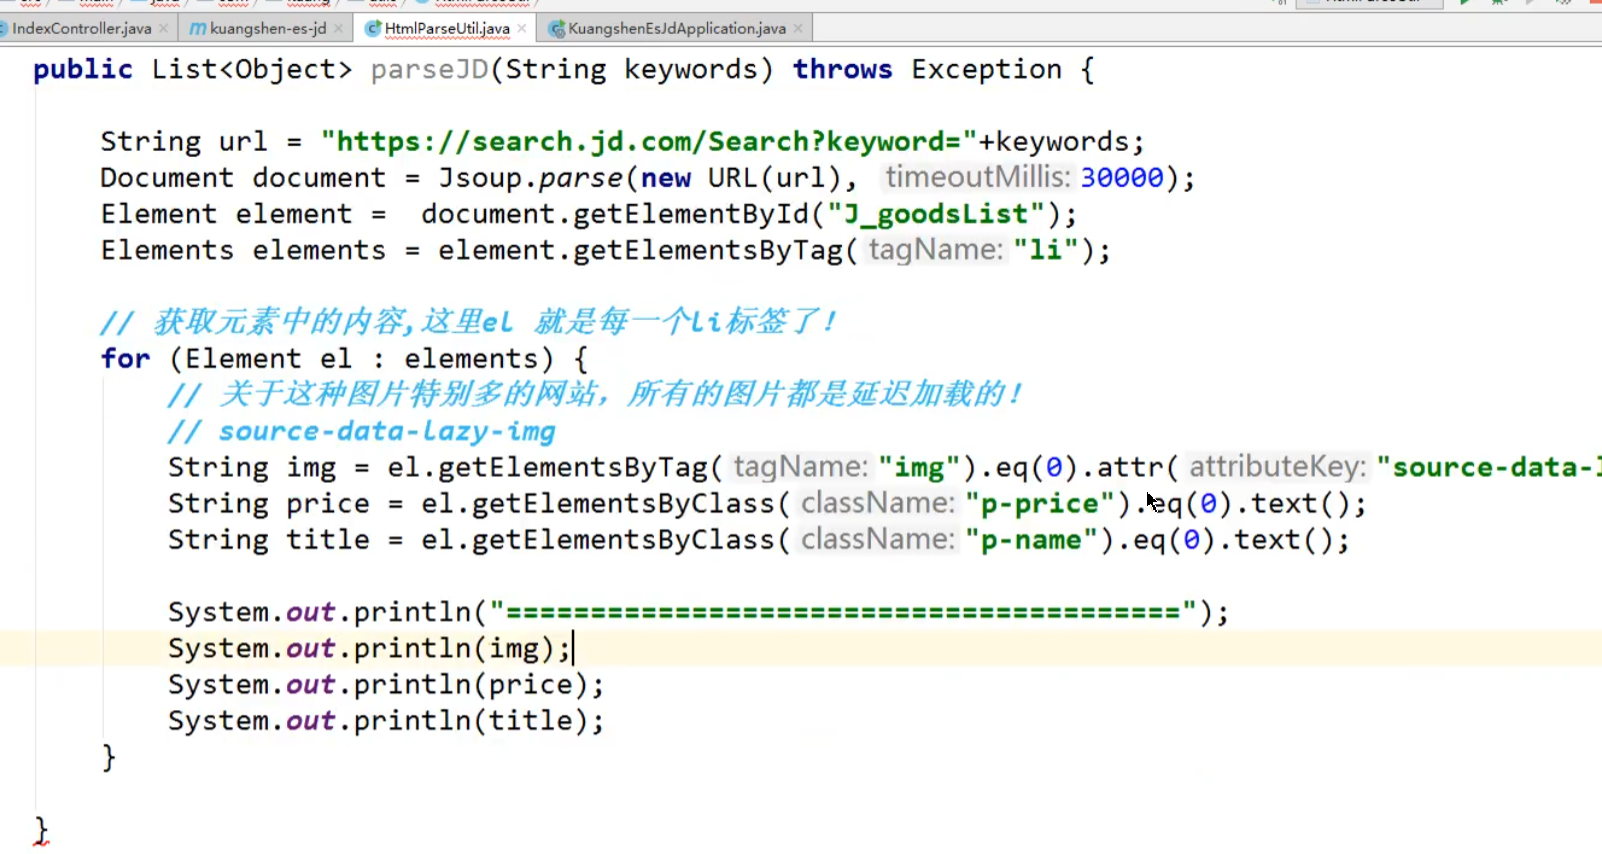 IndexController.java × kuangshen-es-jd × HtmlParseUtil.java × KuangshenEsJdApplication.java ×
public List<Object> parseJD(String keywords) throws Exception {
String url = "https://search.jd.com/Search?keyword="+keywords;
Document document = Jsoup.parse(new URL(url), timeoutMillis: 30000);
Element element =  document.getElementById("J_goodsList");
Elements elements = element.getElementsByTag( tagName: "li");
// 获取元素中的内容,这里el 就是每一个li标签了!
for (Element el : elements) {
// 关于这种图片特别多的网站，所有的图片都是延迟加载的!
// source-data-lazy-img
String img = el.getElementsByTag( tagName: "img").eq(0).attr( attributeKey: "source-data-
String price = el.getElementsByClass( className: "p-price").eq(0).text();
String title = el.getElementsByClass( className: "p-name").eq(0).text();
System.out.println("========================================");
System.out.println(img);
System.out.println(price);
System.out.println(title);
}
}